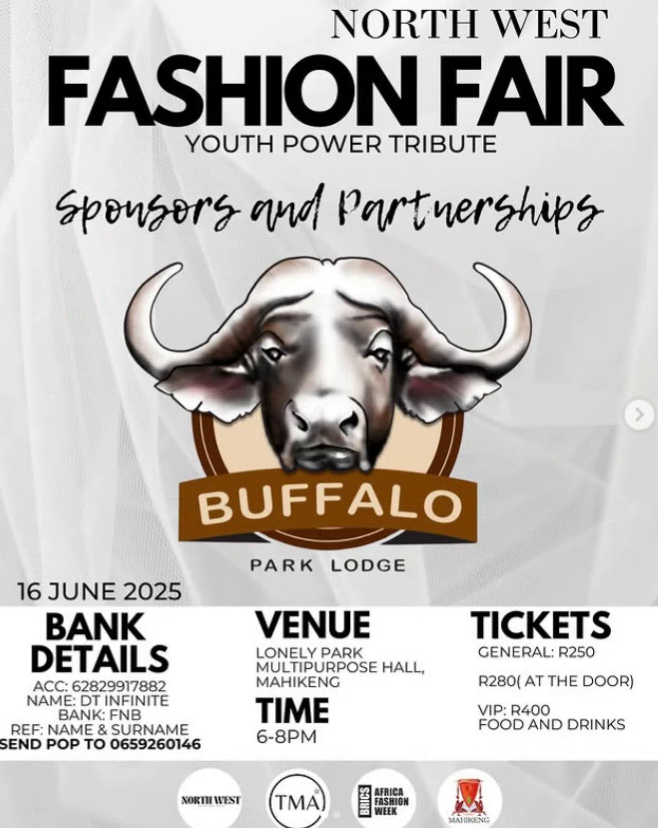 NORTH WEST
FASHION FAIR
YOUTH POWER TRIBUTE
Sponsors and Partnerships
BUFFALO
PARK LODGE
16 JUNE 2025
BANK
DETAILS
ACC: 62829917882
NAME: DT INFINITE
BANK: FNB
REF: NAME & SURNAME
SEND POP TO 0659260146
VENUE
LONELY PARK
MULTIPURPOSE HALL,
MAHIKENG
TIME
6-8PM
TICKETS
GENERAL: R250
R280( AT THE DOOR)
VIP: R400
FOOD AND DRINKS
NORTH WEST
TMA
BRICS
AFRICA
FASHION
WEEK
MAHIKENG